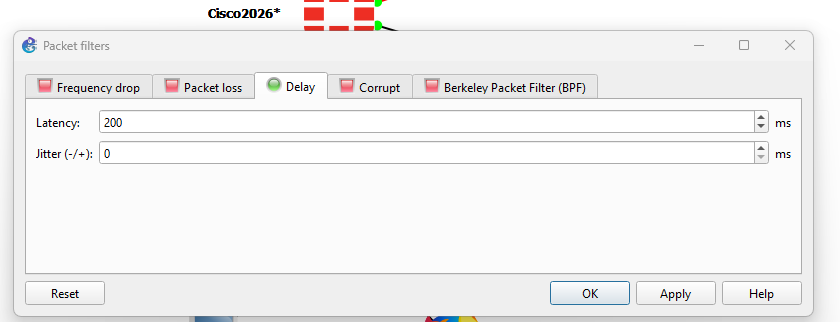 Cisco2026*
Packet filters
Frequency drop Packet loss Delay Corrupt Berkeley Packet Filter (BPF)
Latency: 200 ms
Jitter (-/+): 0 ms
Reset OK Apply Help